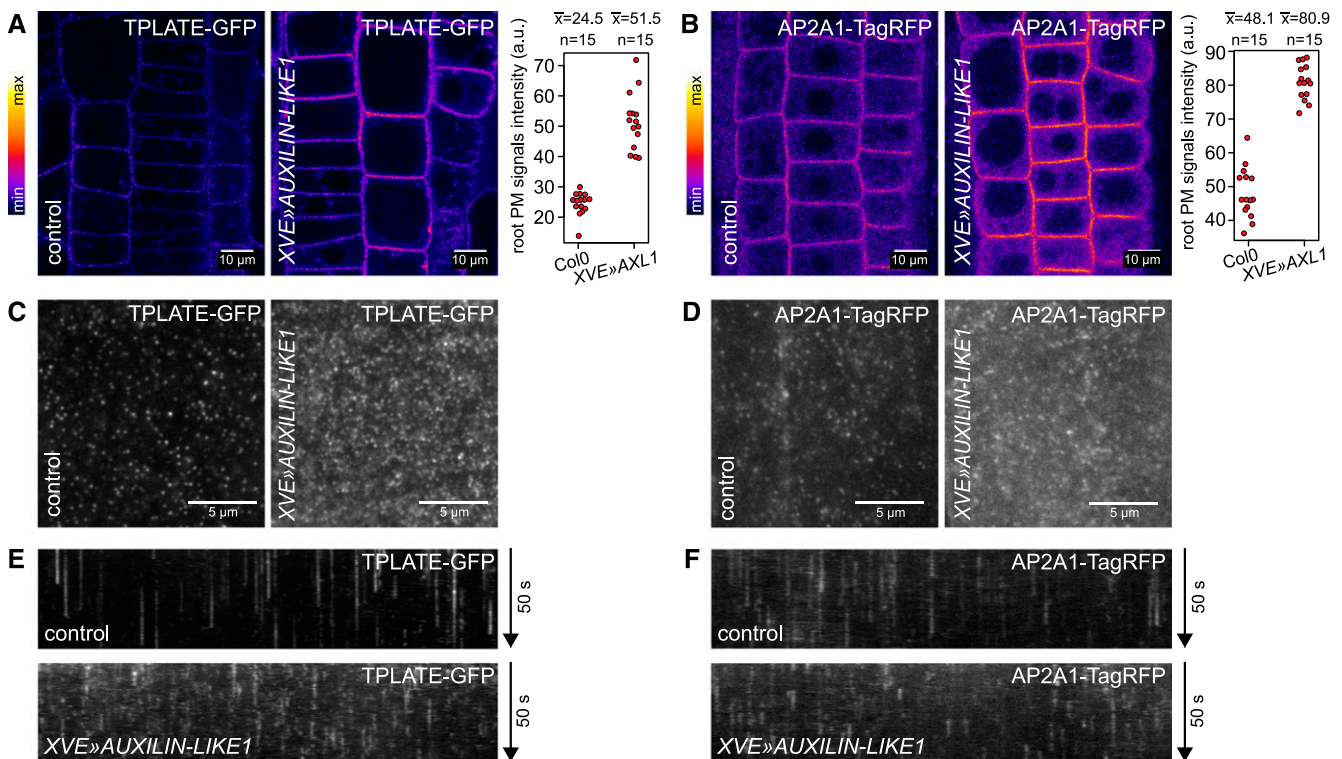 A
TPLATE-GFP
TPLATE-GFP
max
min
control
XVE»AUXILIN-LIKE1
10 µm
10 µm
x̄=24.5 x̄=51.5
n=15 n=15
root PM signals intensity (a.u.)
70
60
50
40
30
20
Col0
XVE»AXL1
B
AP2A1-TagRFP
AP2A1-TagRFP
max
min
control
XVE»AUXILIN-LIKE1
10 µm
10 µm
x̄=48.1 x̄=80.9
n=15 n=15
root PM signals intensity (a.u.)
90
80
70
60
50
40
Col0
XVE»AXL1
C
TPLATE-GFP
TPLATE-GFP
control
XVE»AUXILIN-LIKE1
5 µm
5 µm
D
AP2A1-TagRFP
AP2A1-TagRFP
control
XVE»AUXILIN-LIKE1
5 µm
5 µm
E
TPLATE-GFP
control
50 s
TPLATE-GFP
XVE»AUXILIN-LIKE1
50 s
F
AP2A1-TagRFP
control
50 s
AP2A1-TagRFP
XVE»AUXILIN-LIKE1
50 s